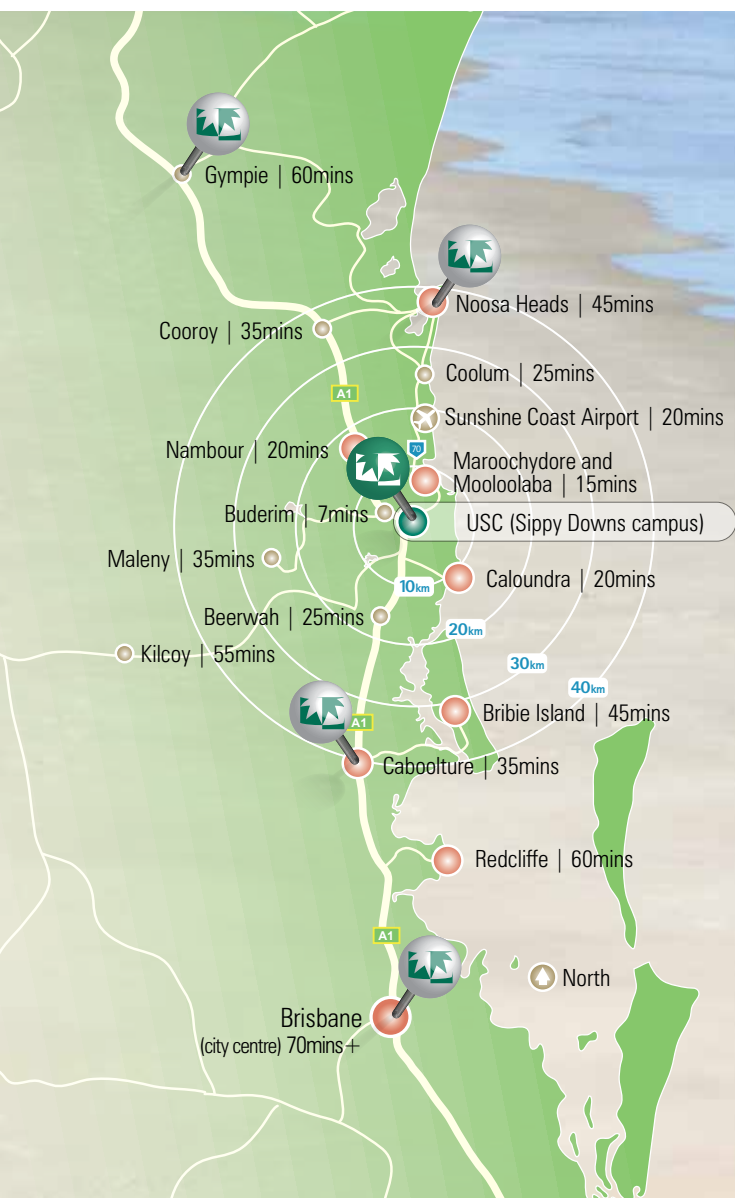 Gympie | 60mins
Noosa Heads | 45mins
Cooroy | 35mins
Coolum | 25mins
A1
Sunshine Coast Airport | 20mins
Nambour | 20mins
70
Maroochydore and
Mooloolaba | 15mins
Buderim | 7mins
USC (Sippy Downs campus)
Maleny | 35mins
Caloundra | 20mins
10km
Beerwah | 25mins
20km
Kilcoy | 55mins
30km
40km
Bribie Island | 45mins
A1
Caboolture | 35mins
Redcliffe | 60mins
A1
North
Brisbane
(city centre) 70mins+